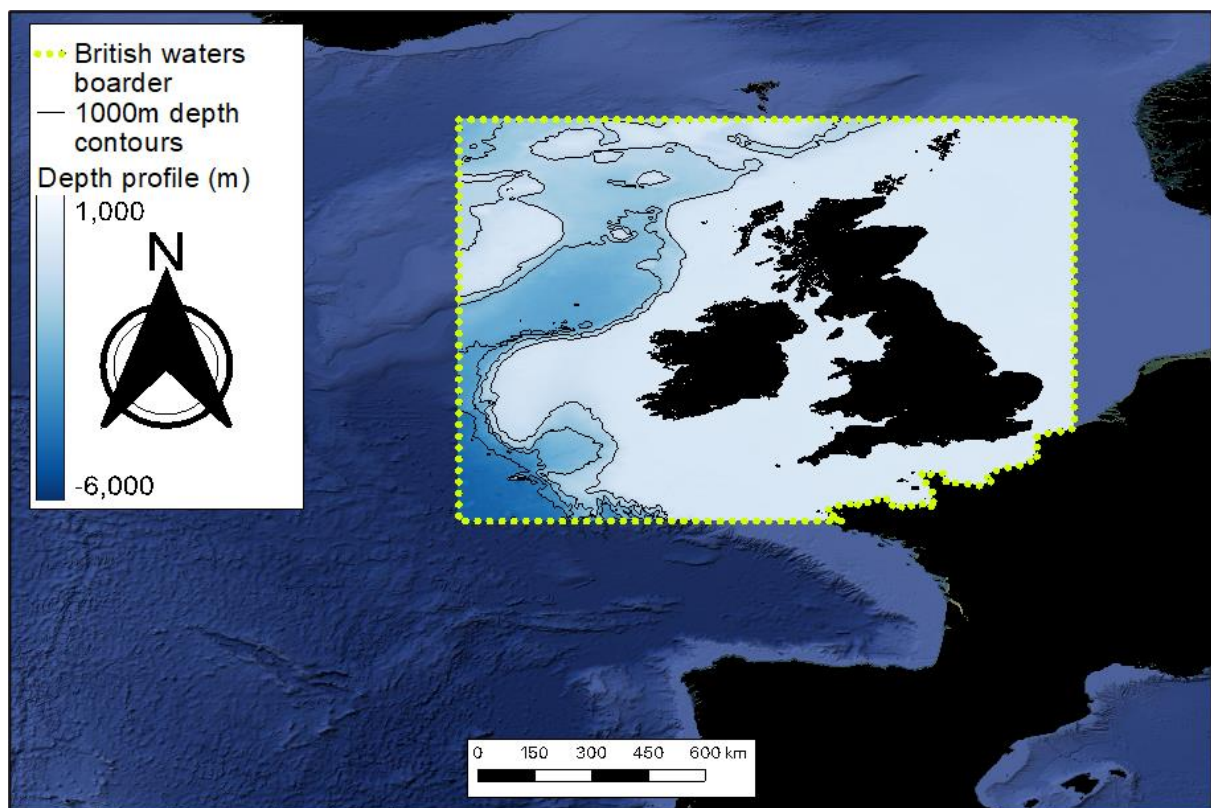 British waters
boarder
1000m depth
contours
Depth profile (m)
1,000
N
-6,000
0 150 300 450 600 km